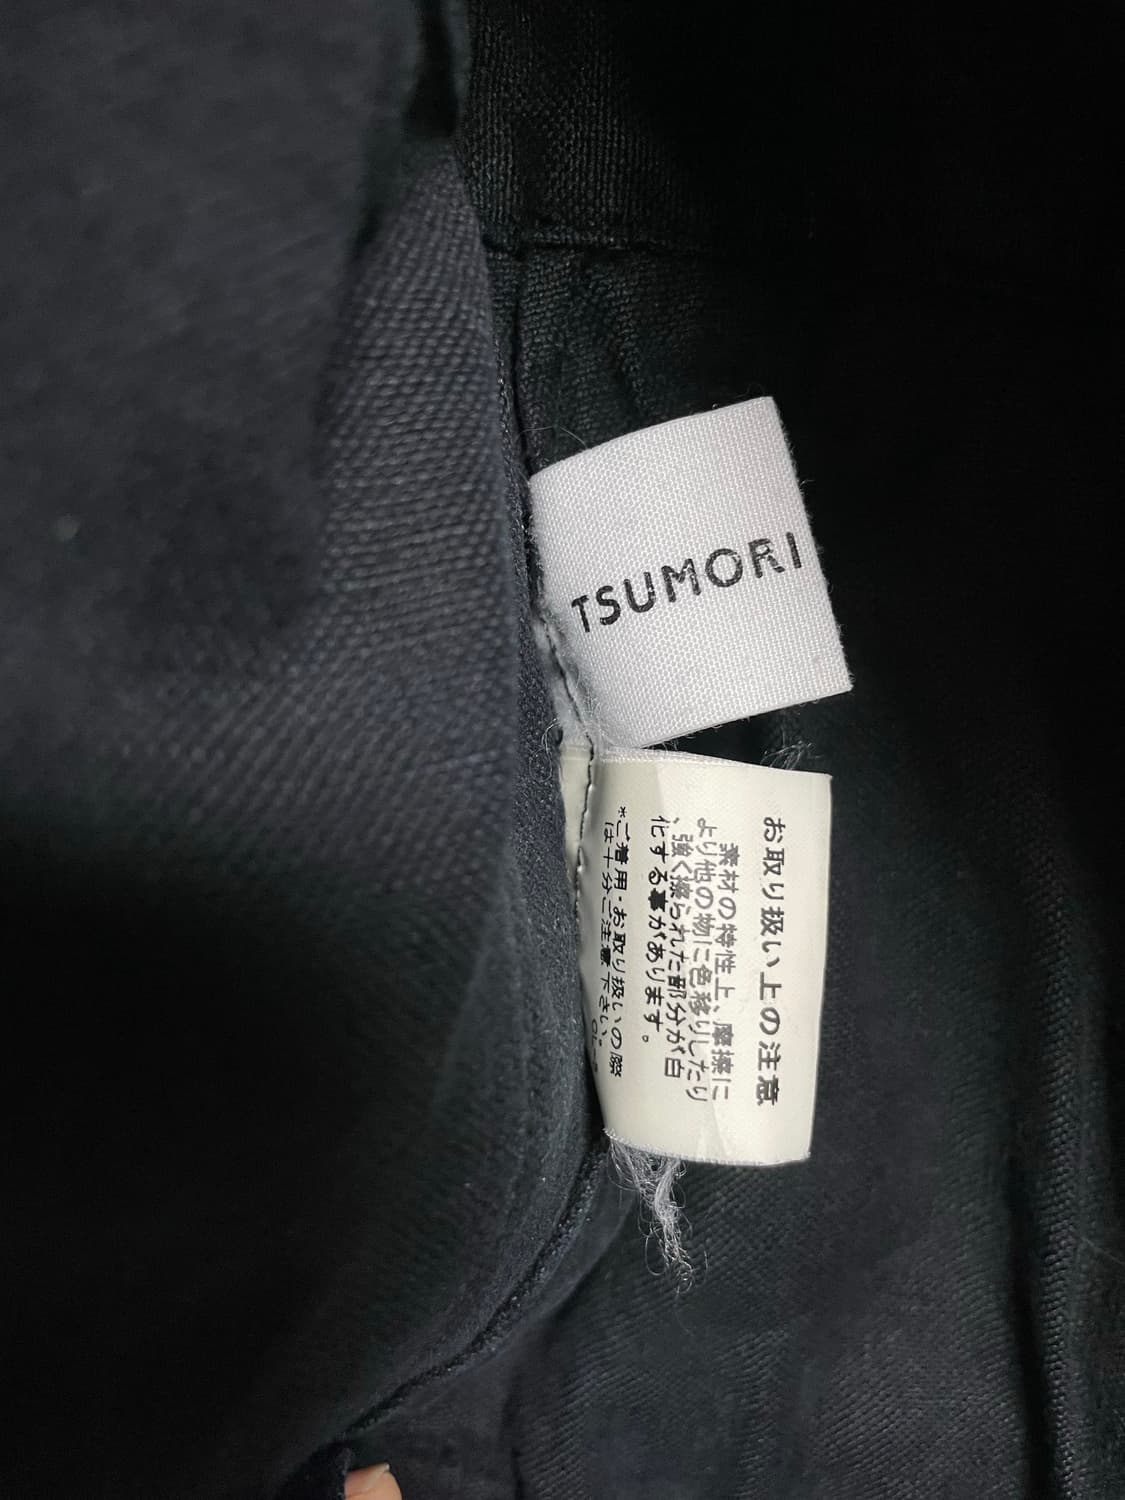 TSUMORI
お取り扱い上の注意
素材の特性上、摩擦に
より他の物に色移りしたり
、強く擦られた部分が白
化する事があります。
*ご着用・お取り扱いの際
は十分ご注意下さい。